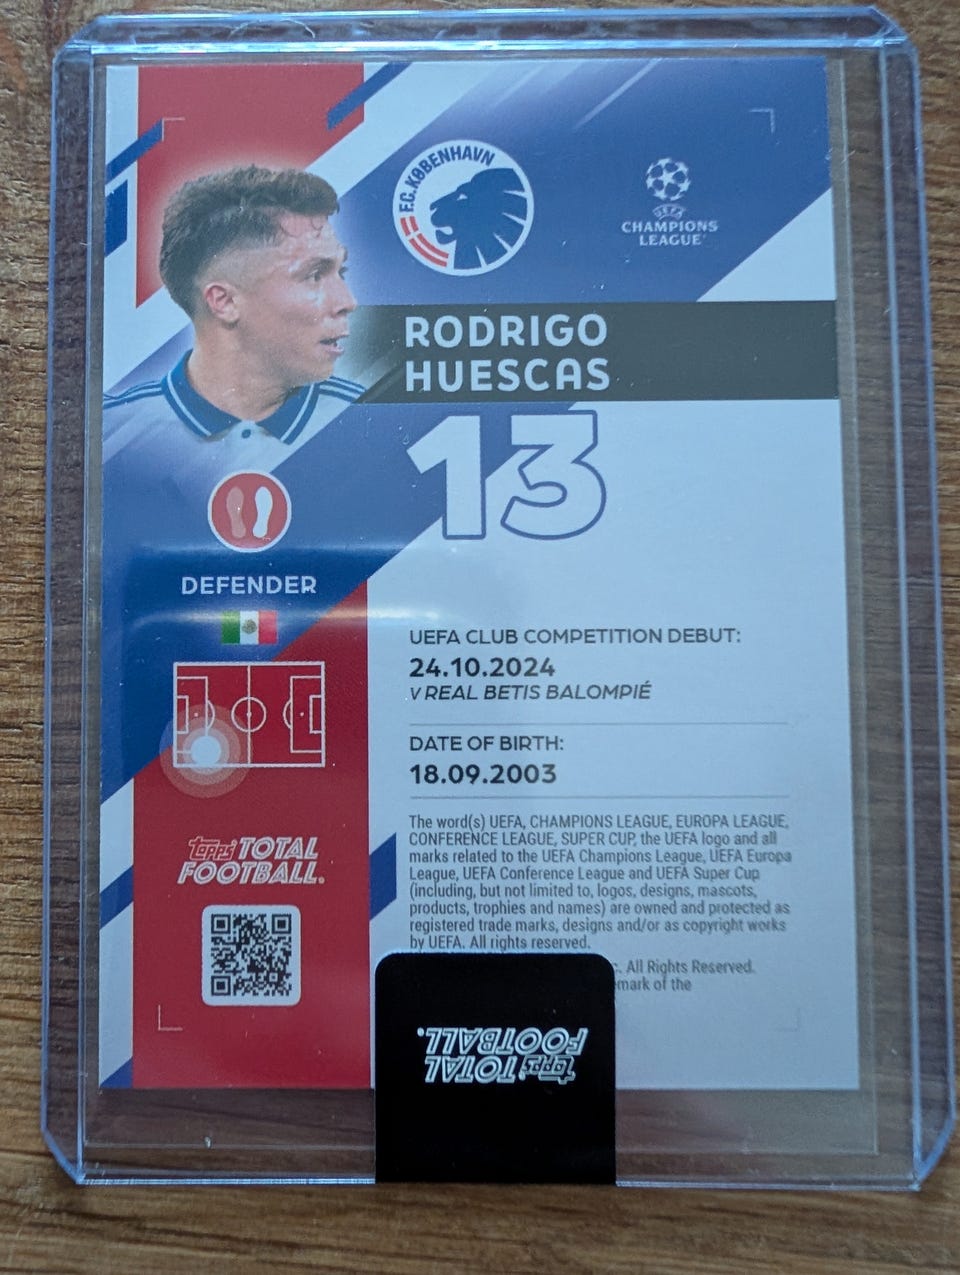 F.C. KØBENHAVN
UEFA
CHAMPIONS
LEAGUE
RODRIGO
HUESCAS
13
DEFENDER
UEFA CLUB COMPETITION DEBUT:
24.10.2024
V REAL BETIS BALOMPIÉ
DATE OF BIRTH:
18.09.2003
topps TOTAL
FOOTBALL.
The word(s) UEFA, CHAMPIONS LEAGUE, EUROPA LEAGUE,
CONFERENCE LEAGUE, SUPER CUP, the UEFA logo and all
marks related to the UEFA Champions League, UEFA Europa
League, UEFA Conference League and UEFA Super Cup
(including, but not limited to, logos, designs, mascots,
products, trophies and names) are owned and protected as
registered trade marks, designs and/or as copyright works
by UEFA. All rights reserved.
c. All Rights Reserved.
emark of the
topps TOTAL
FOOTBALL.